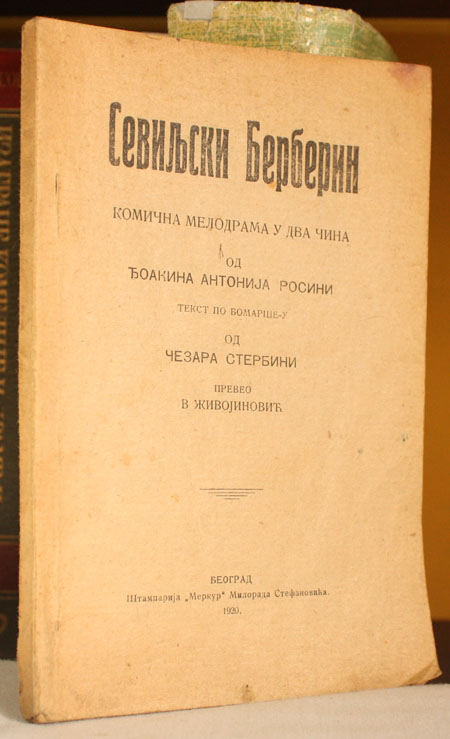 Севиљски Берберин
КОМИЧНА МЕЛОДРАМА У ДВА ЧИНА
ОД
ЂОАКИНА АНТОНИЈА РОСИНИ
ТЕКСТ ПО БОМАРШЕ-У
ОД
ЧЕЗАРА СТЕРБИНИ
ПРЕВЕО
В ЖИВОЈИНОВИЋ
БЕОГРАД
Штампарија „Меркур" Милорада Стефановића.
1920.